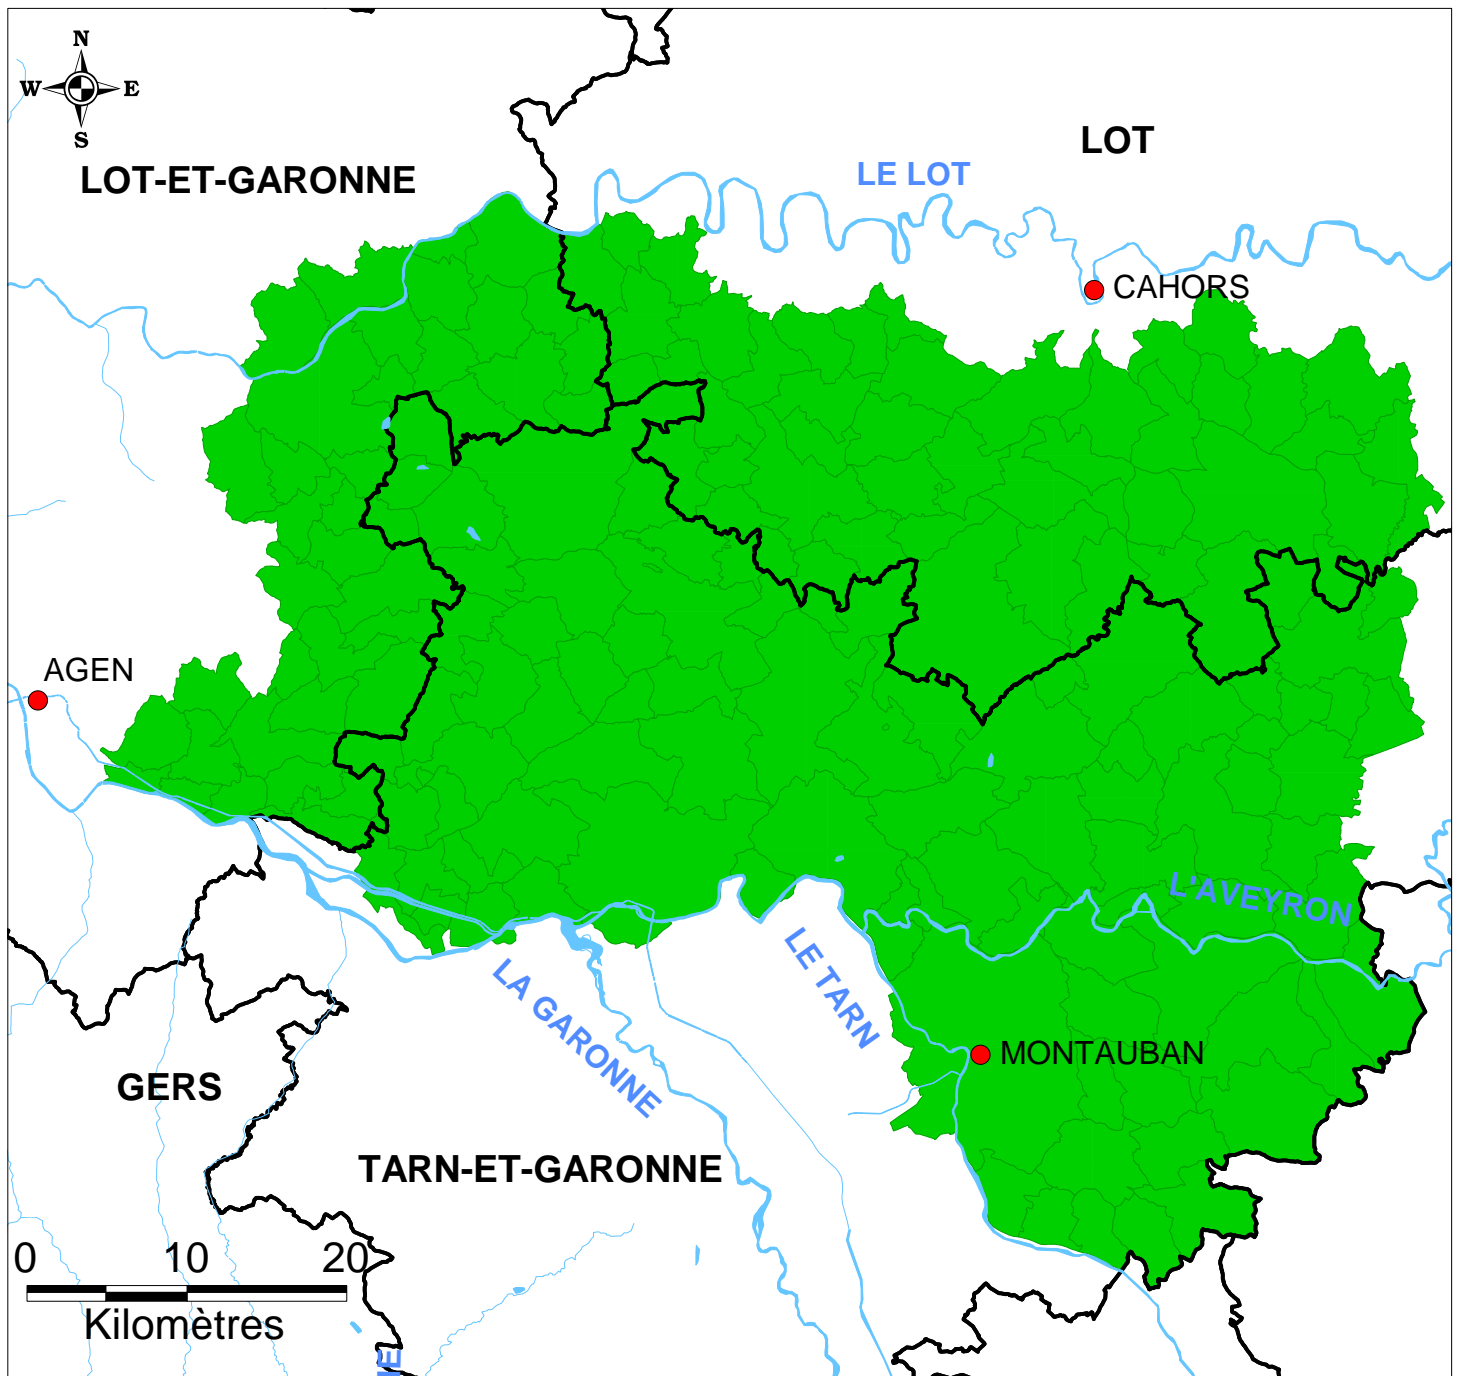 N
W E
S
LOT-ET-GARONNE
LOT
LE LOT
CAHORS
AGEN
L'AVEYRON
LE TARN
LA GARONNE
MONTAUBAN
GERS
TARN-ET-GARONNE
0 10 20
Kilomètres
NE